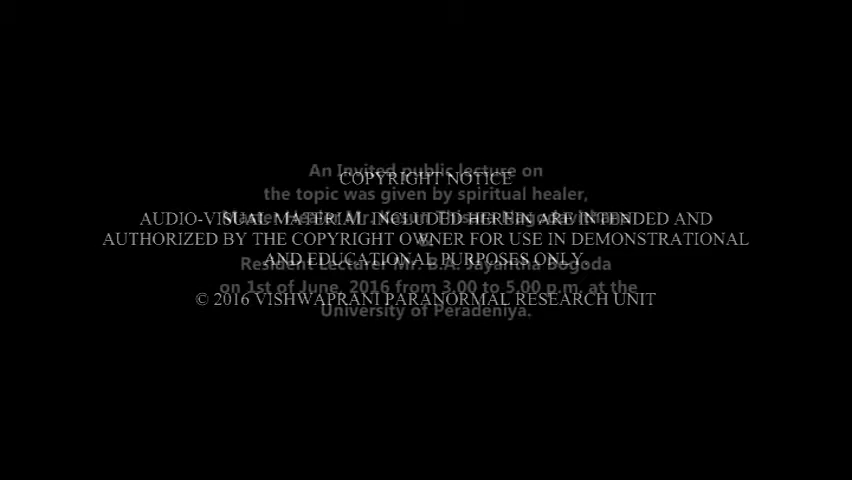 An Invited public lecture on
COPYRIGHT NOTICE
the topic was given by spiritual healer,
AUDIO-VISUAL MATERIAL INCLUDED HEREIN ARE INTENDED AND
Master Healer Mr.
AUTHORIZED BY THE COPYRIGHT OWNER FOR USE IN DEMONSTRATIONAL
&
AND EDUCATIONAL PURPOSES ONLY.
Resident Lecturer Mr. B.A. Jayantha Bogoda
on 1st of June, 2016 from 3.00 to 5.00 p.m. at the
© 2016 VISHWAPRANI PARANORMAL RESEARCH UNIT
University of Peradeniya.